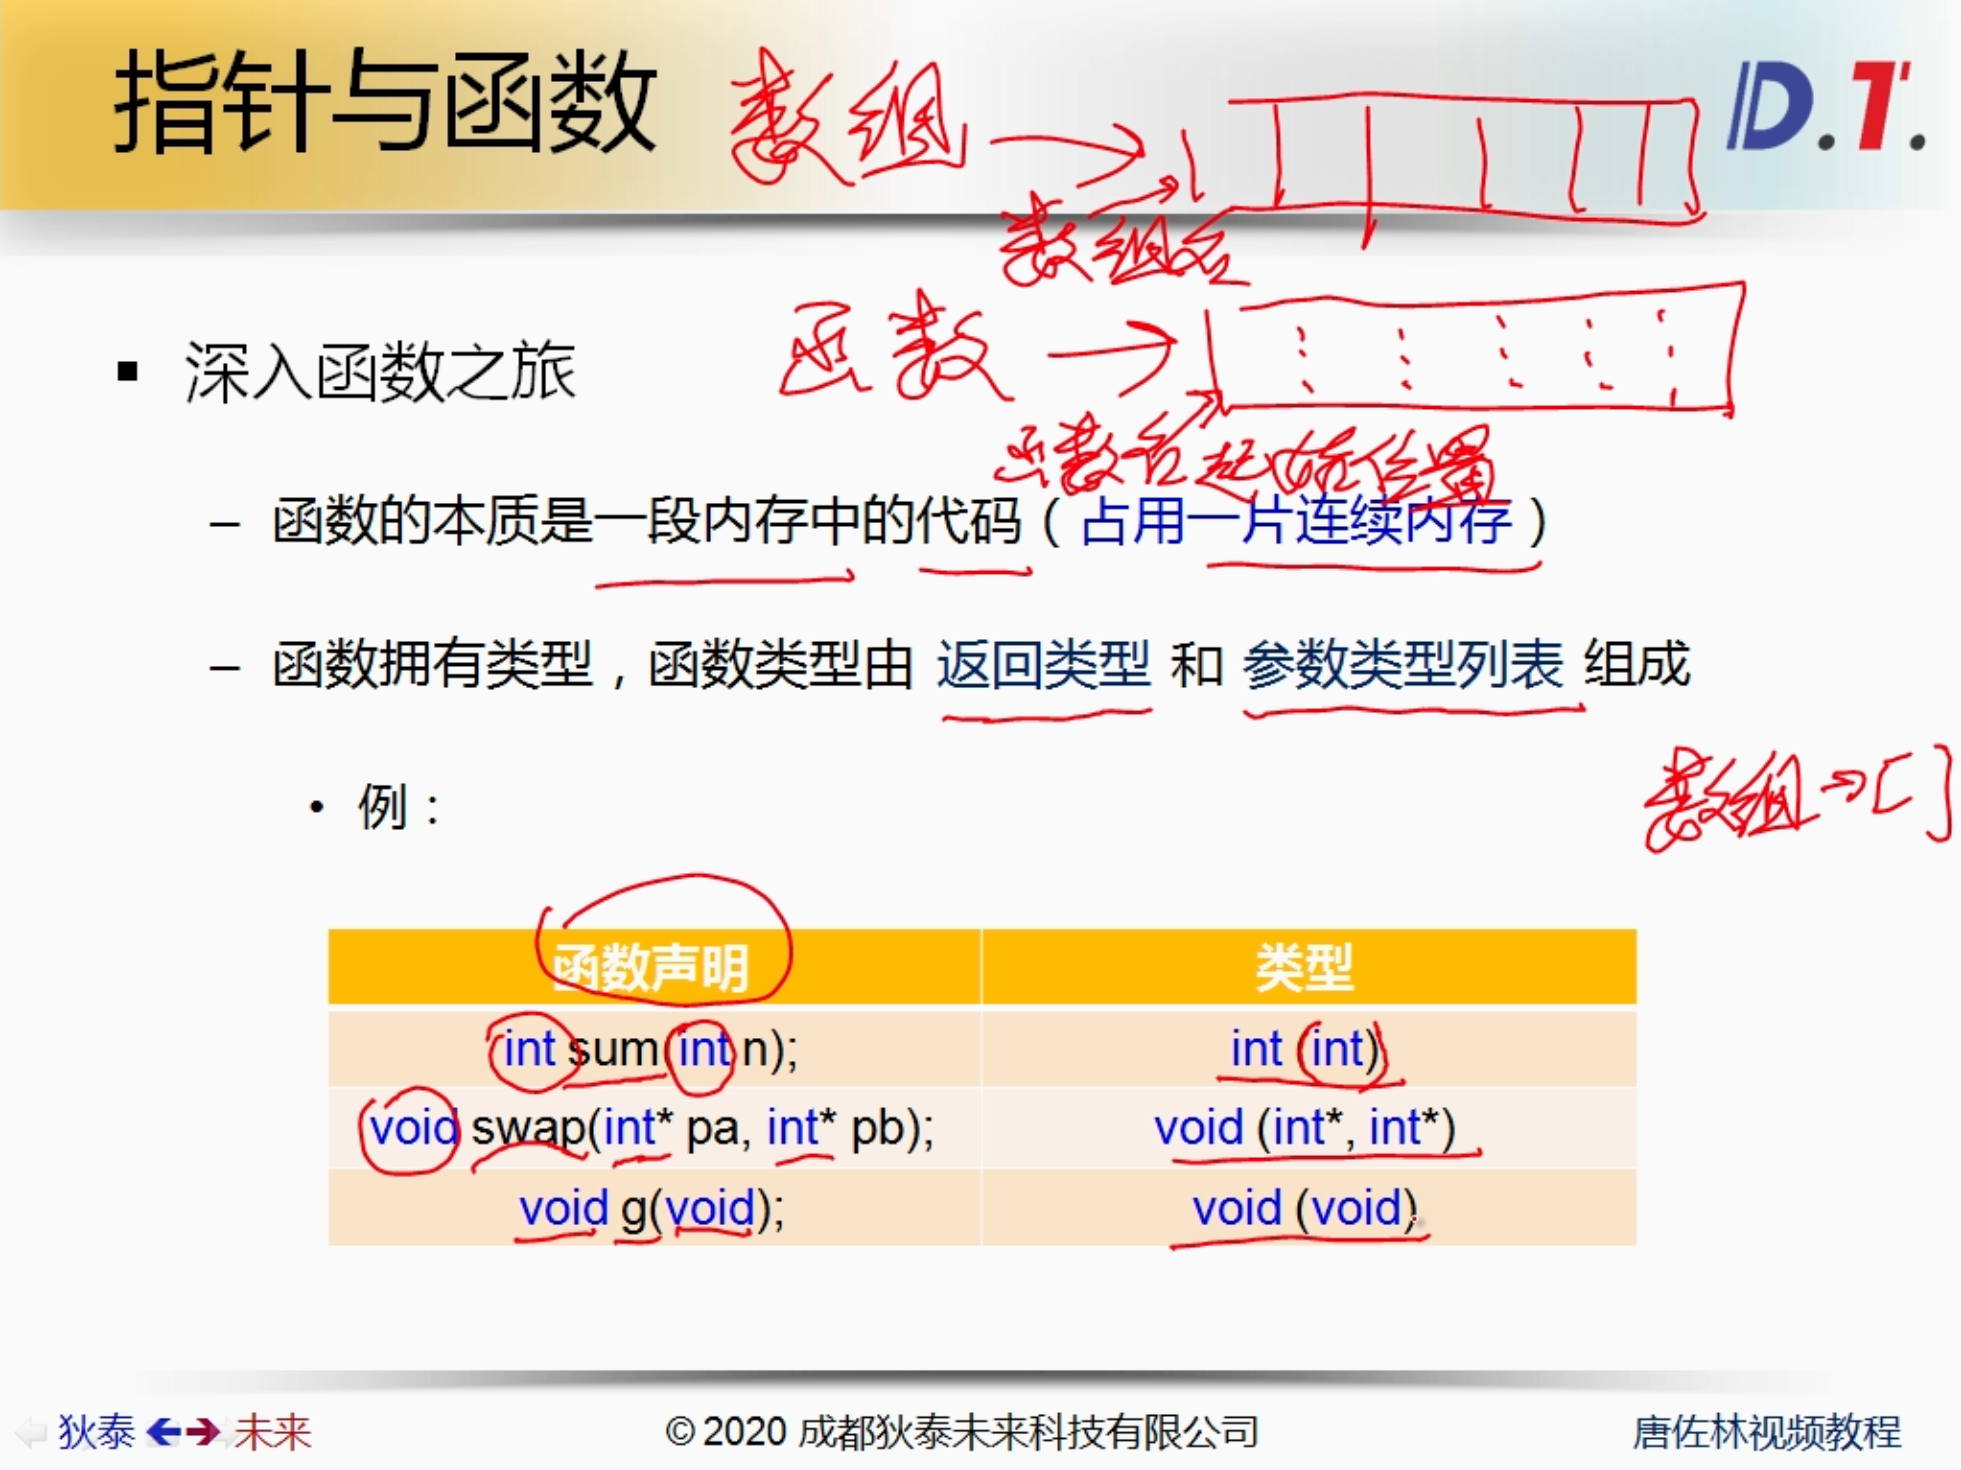 指针与函数
数组
D.T.
数组名
函数
深入函数之旅
函数名起始位置
– 函数的本质是一段内存中的代码（占用一片连续内存）
– 函数拥有类型，函数类型由 返回类型 和 参数类型列表 组成
数组→[ ]
• 例：
函数声明 类型
int sum(int n); int (int)
void swap(int* pa, int* pb); void (int*, int*)
void g(void); void (void)
狄泰 未来
© 2020 成都狄泰未来科技有限公司
唐佐林视频教程